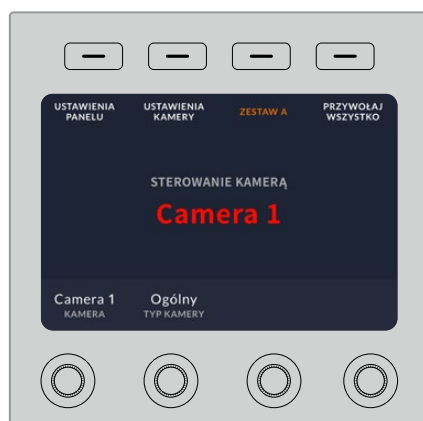 USTAWIENIA PANELU
USTAWIENIA KAMERY
ZESTAW A
PRZYWOŁAJ WSZYSTKO
STEROWANIE KAMERĄ
Camera 1
Camera 1
KAMERA
Ogólny
TYP KAMERY